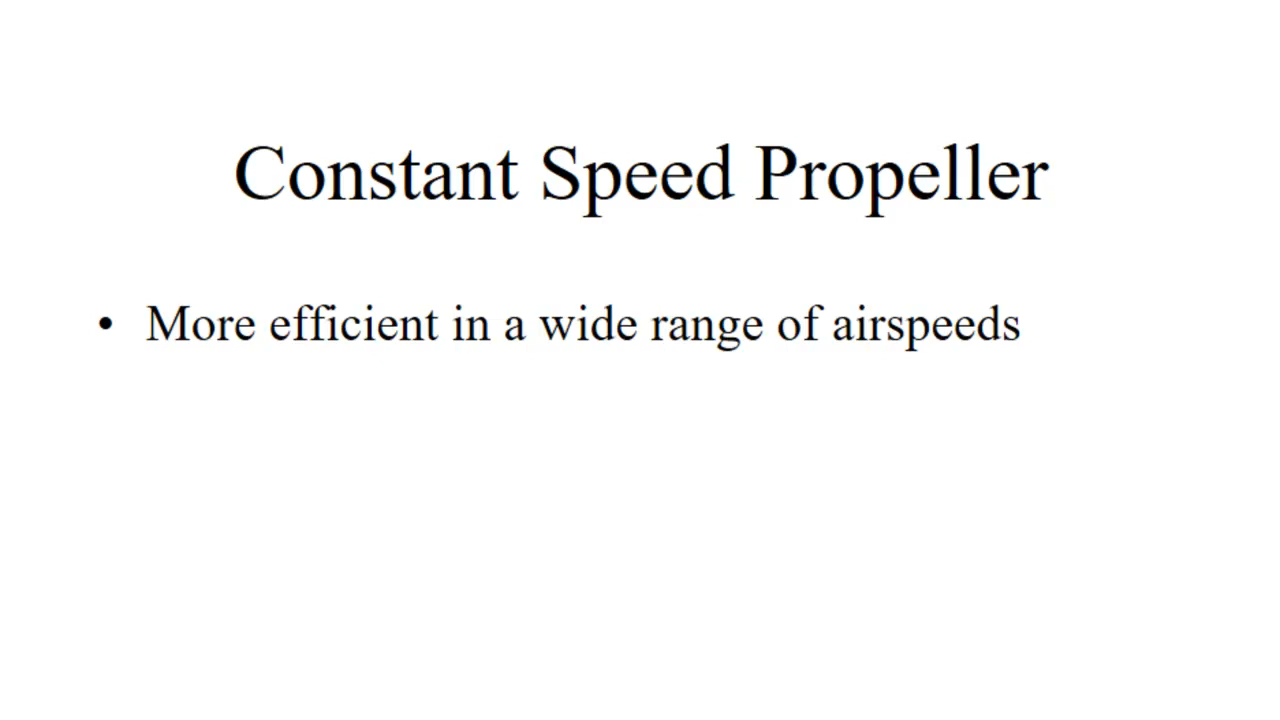 Constant Speed Propeller
• More efficient in a wide range of airspeeds